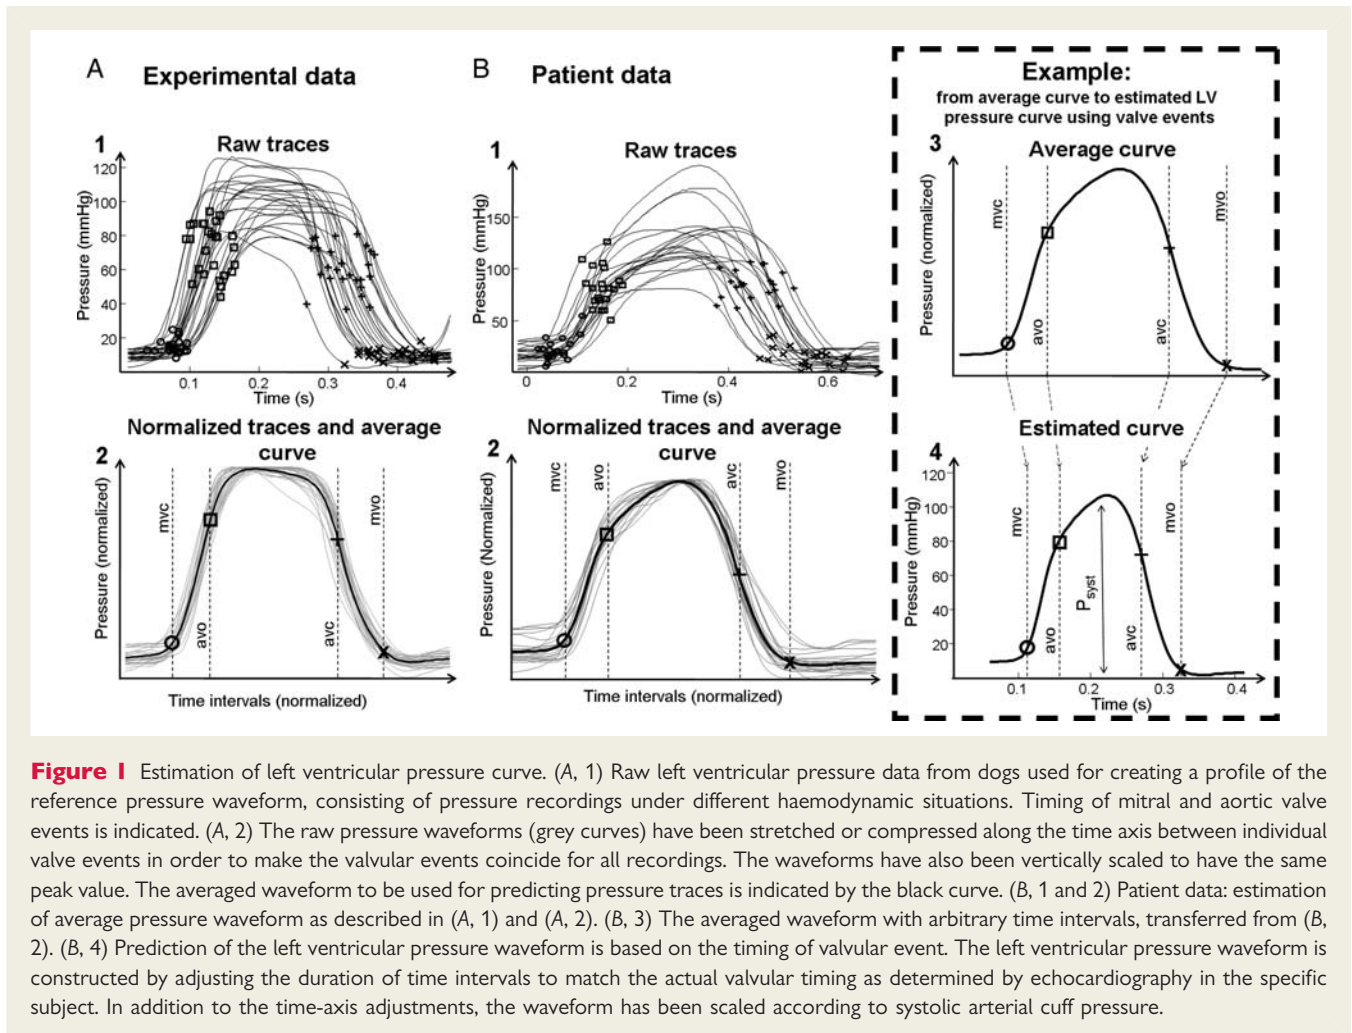 A Experimental data
1
Raw traces
Pressure (mmHg)
120
100
80
60
40
20
0.1 0.2 0.3 0.4
Time (s)
2
Normalized traces and average
curve
Pressure (normalized)
mvc
avo
avc
mvo
Time intervals (normalized)
B Patient data
1
Raw traces
Pressure (mmHg)
200
150
100
50
0 0.2 0.4 0.6
Time (s)
2
Normalized traces and average
curve
Pressure (Normalized)
mvc
avo
avc
mvo
Time intervals (normalized)
Example:
from average curve to estimated LV
pressure curve using valve events
3
Average curve
Pressure (normalized)
mvc
avo
avc
mvo
4
Estimated curve
Pressure (mmHg)
120
100
80
60
40
20
mvc
avo
Psyst
avc
mvo
0.1 0.2 0.3 0.4
Time (s)
Figure 1 Estimation of left ventricular pressure curve. (A, 1) Raw left ventricular pressure data from dogs used for creating a profile of the
reference pressure waveform, consisting of pressure recordings under different haemodynamic situations. Timing of mitral and aortic valve
events is indicated. (A, 2) The raw pressure waveforms (grey curves) have been stretched or compressed along the time axis between individual
valve events in order to make the valvular events coincide for all recordings. The waveforms have also been vertically scaled to have the same
peak value. The averaged waveform to be used for predicting pressure traces is indicated by the black curve. (B, 1 and 2) Patient data: estimation
of average pressure waveform as described in (A, 1) and (A, 2). (B, 3) The averaged waveform with arbitrary time intervals, transferred from (B,
2). (B, 4) Prediction of the left ventricular pressure waveform is based on the timing of valvular event. The left ventricular pressure waveform is
constructed by adjusting the duration of time intervals to match the actual valvular timing as determined by echocardiography in the specific
subject. In addition to the time-axis adjustments, the waveform has been scaled according to systolic arterial cuff pressure.